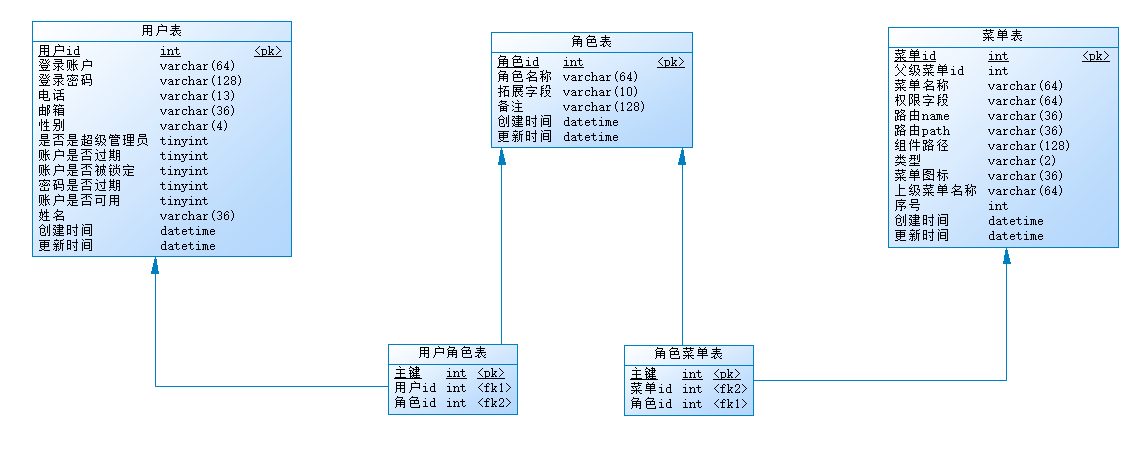 用户表
用户id int <pk>
登录账户 varchar(64)
登录密码 varchar(128)
电话 varchar(13)
邮箱 varchar(36)
性别 varchar(4)
是否是超级管理员 tinyint
账户是否过期 tinyint
账户是否被锁定 tinyint
密码是否过期 tinyint
账户是否可用 tinyint
姓名 varchar(36)
创建时间 datetime
更新时间 datetime
角色表
角色id int <pk>
角色名称 varchar(64)
拓展字段 varchar(10)
备注 varchar(128)
创建时间 datetime
更新时间 datetime
菜单表
菜单id int <pk>
父级菜单id int
菜单名称 varchar(64)
权限字段 varchar(64)
路由name varchar(36)
路由path varchar(36)
组件路径 varchar(128)
类型 varchar(2)
菜单图标 varchar(36)
上级菜单名称 varchar(64)
序号 int
创建时间 datetime
更新时间 datetime
用户角色表
主键 int <pk>
用户id int <fk1>
角色id int <fk2>
角色菜单表
主键 int <pk>
菜单id int <fk2>
角色id int <fk1>